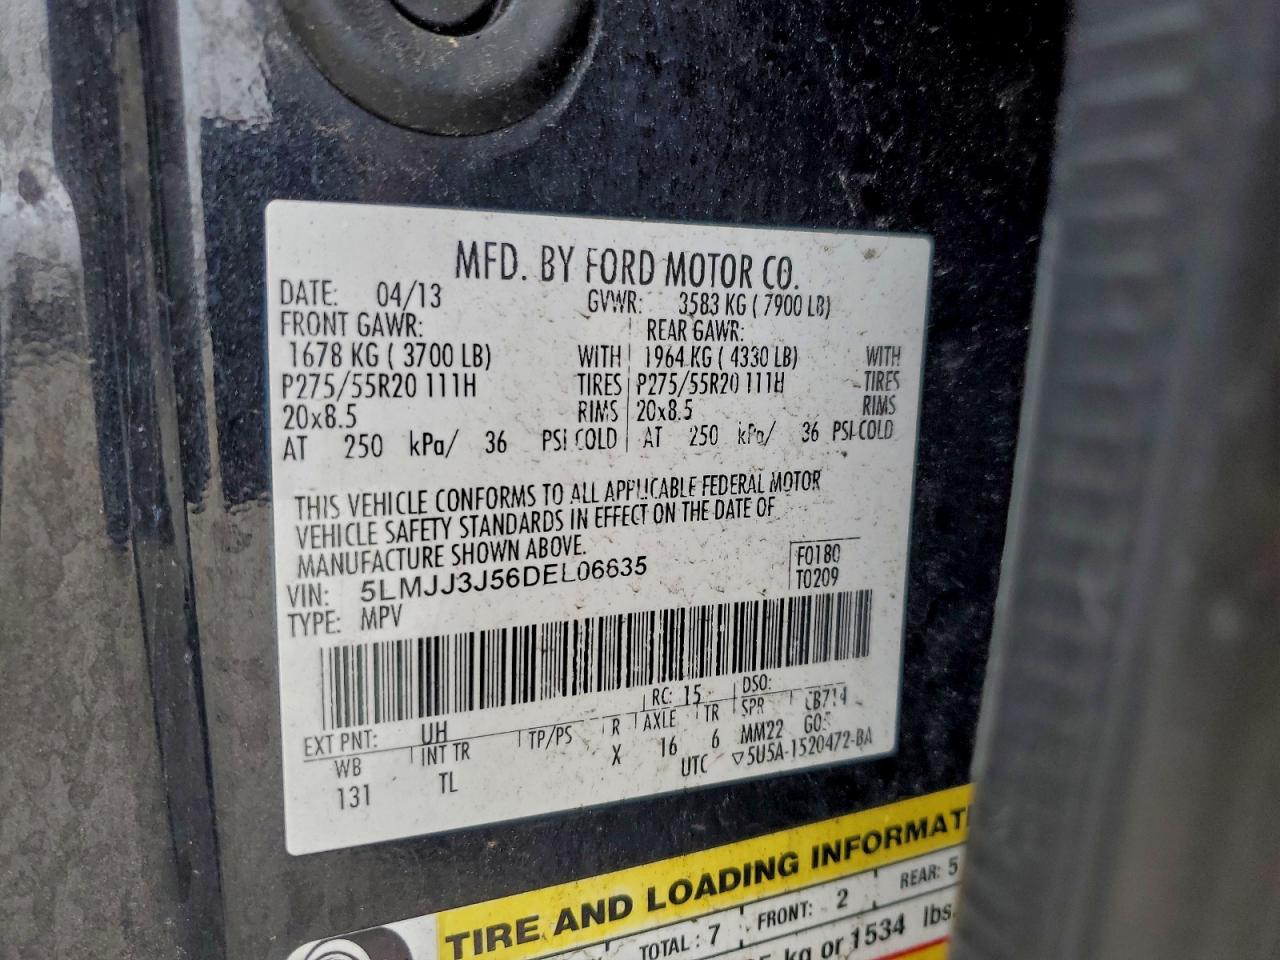 MFD. BY FORD MOTOR CO.
DATE: 04/13 GVWR: 3583 KG ( 7900 LB)
FRONT GAWR: REAR GAWR:
1678 KG ( 3700 LB) WITH 1964 KG ( 4330 LB) WITH
P275/55R20 111H TIRES P275/55R20 111H TIRES
20x8.5 RIMS 20x8.5 RIMS
AT 250 kPa/ 36 PSI COLD AT 250 kPa/ 36 PSI COLD
THIS VEHICLE CONFORMS TO ALL APPLICABLE FEDERAL MOTOR
VEHICLE SAFETY STANDARDS IN EFFECT ON THE DATE OF
MANUFACTURE SHOWN ABOVE.
VIN: 5LMJJ3J56DEL06635 F0180
TYPE: MPV T0209
EXT PNT: UH RC: 15 DSO:
WB INT TR TP/PS R AXLE TR SPR
131 TL X 16 6 MM22
UTC ▽5U5A-1520472-BA
TIRE AND LOADING
TOTAL: 7 FRONT: 2 REAR: 5
kg or 1534 lbs.